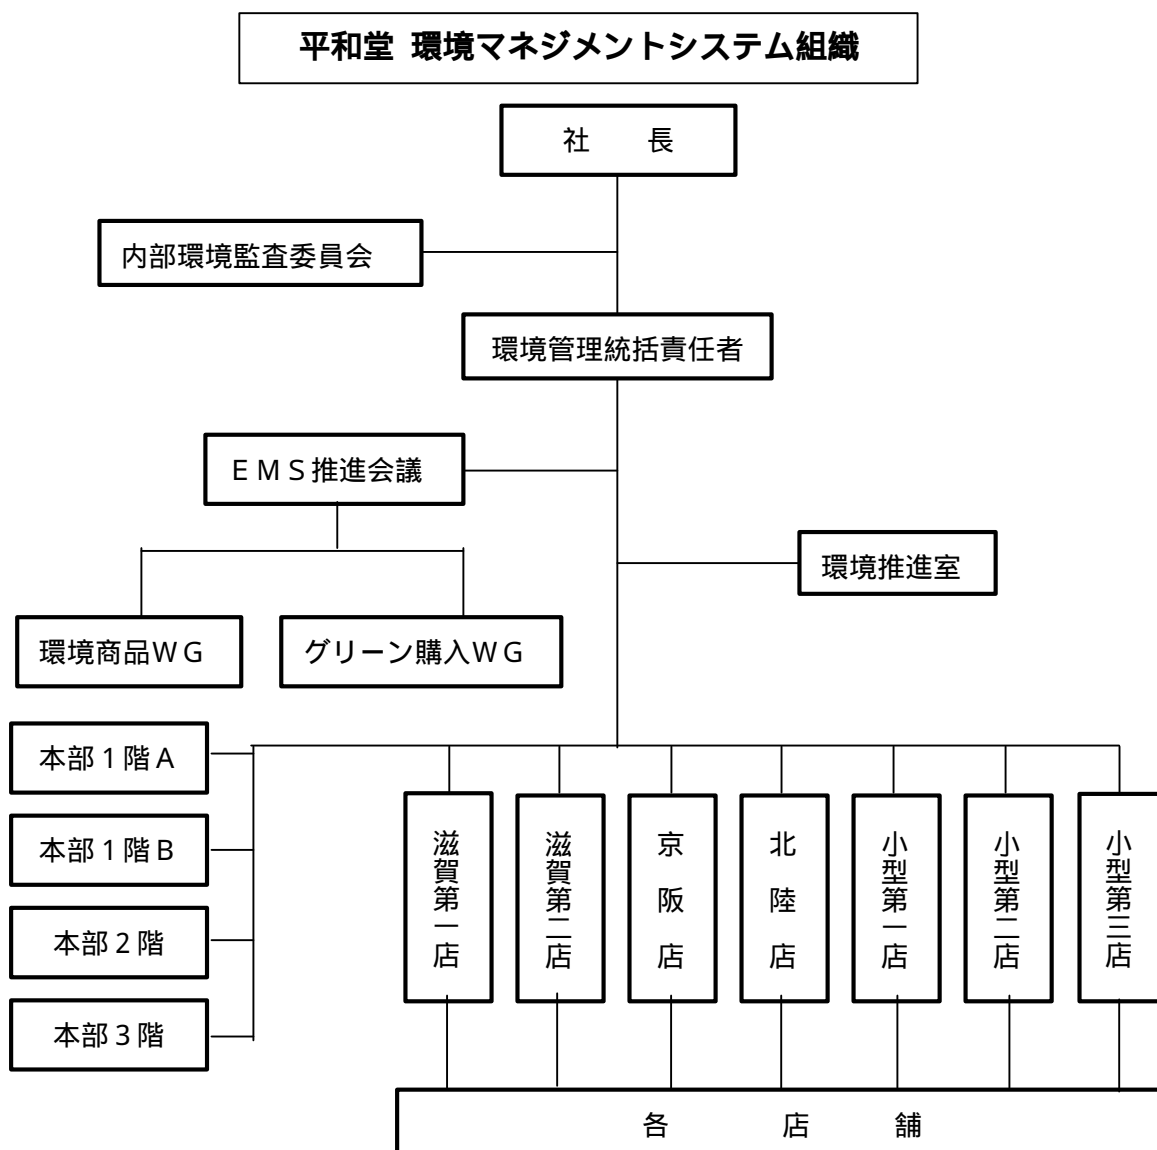 平和堂 環境マネジメントシステム組織
社　　長
内部環境監査委員会
環境管理統括責任者
ＥＭＳ推進会議
環境推進室
環境商品ＷＧ
グリーン購入ＷＧ
本部１階Ａ
本部１階Ｂ
本部２階
本部３階
滋賀第一店
滋賀第二店
京阪店
北陸店
小型第一店
小型第二店
小型第三店
各　　店　　舗